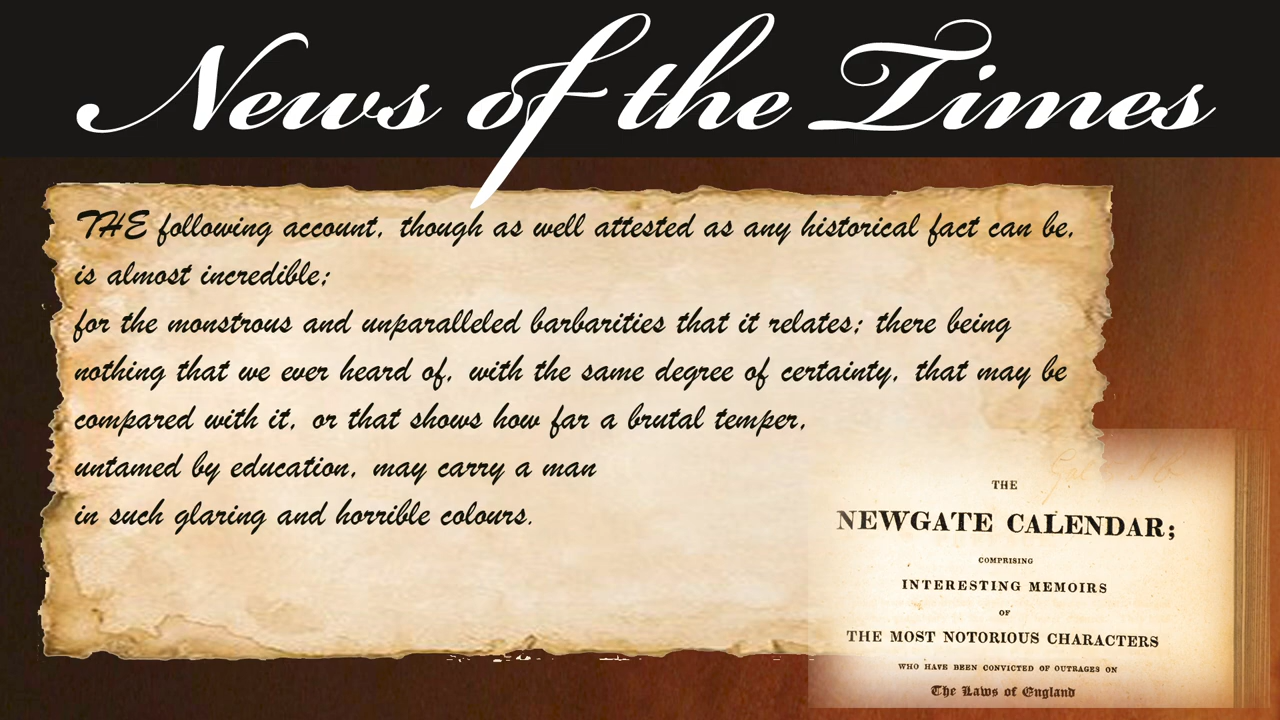 News of the Times
THE following account, though as well attested as any historical fact can be,
is almost incredible;
for the monstrous and unparalleled barbarities that it relates; there being
nothing that we ever heard of, with the same degree of certainty, that may be
compared with it, or that shows how far a brutal temper,
untamed by education, may carry a man
in such glaring and horrible colours.
THE
NEWGATE CALENDAR;
COMPRISING
INTERESTING MEMOIRS
OF
THE MOST NOTORIOUS CHARACTERS
WHO HAVE BEEN CONVICTED OF OUTRAGES ON
The Laws of England